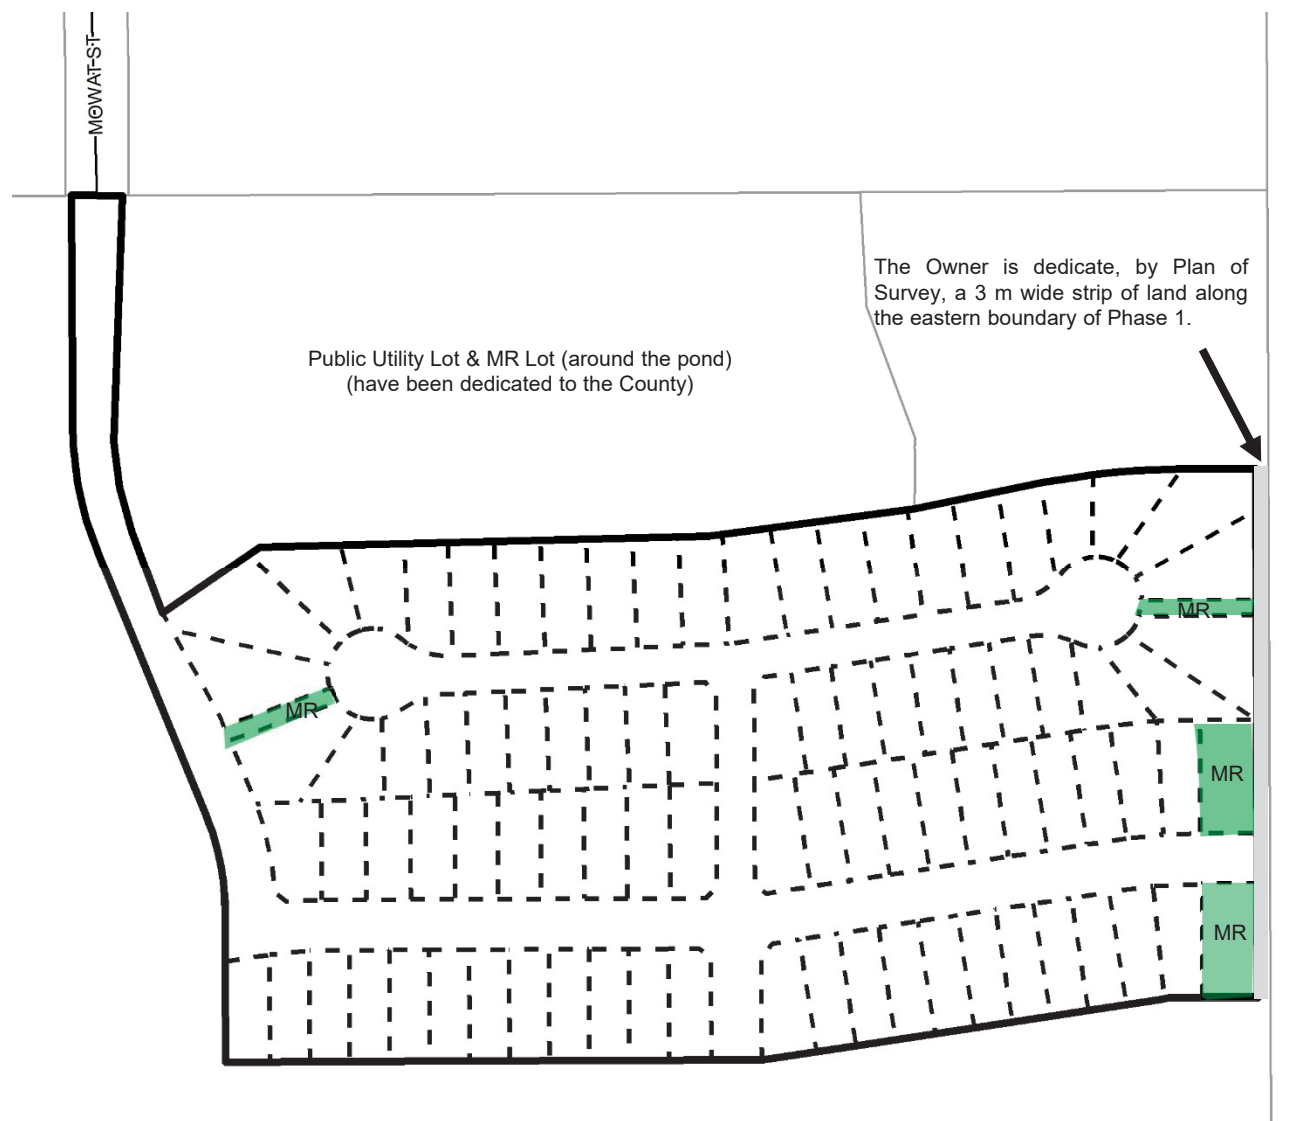 MOWAT ST
The Owner is dedicate, by Plan of
Survey, a 3 m wide strip of land along
the eastern boundary of Phase 1.
Public Utility Lot & MR Lot (around the pond)
(have been dedicated to the County)
MR
MR
MR
MR